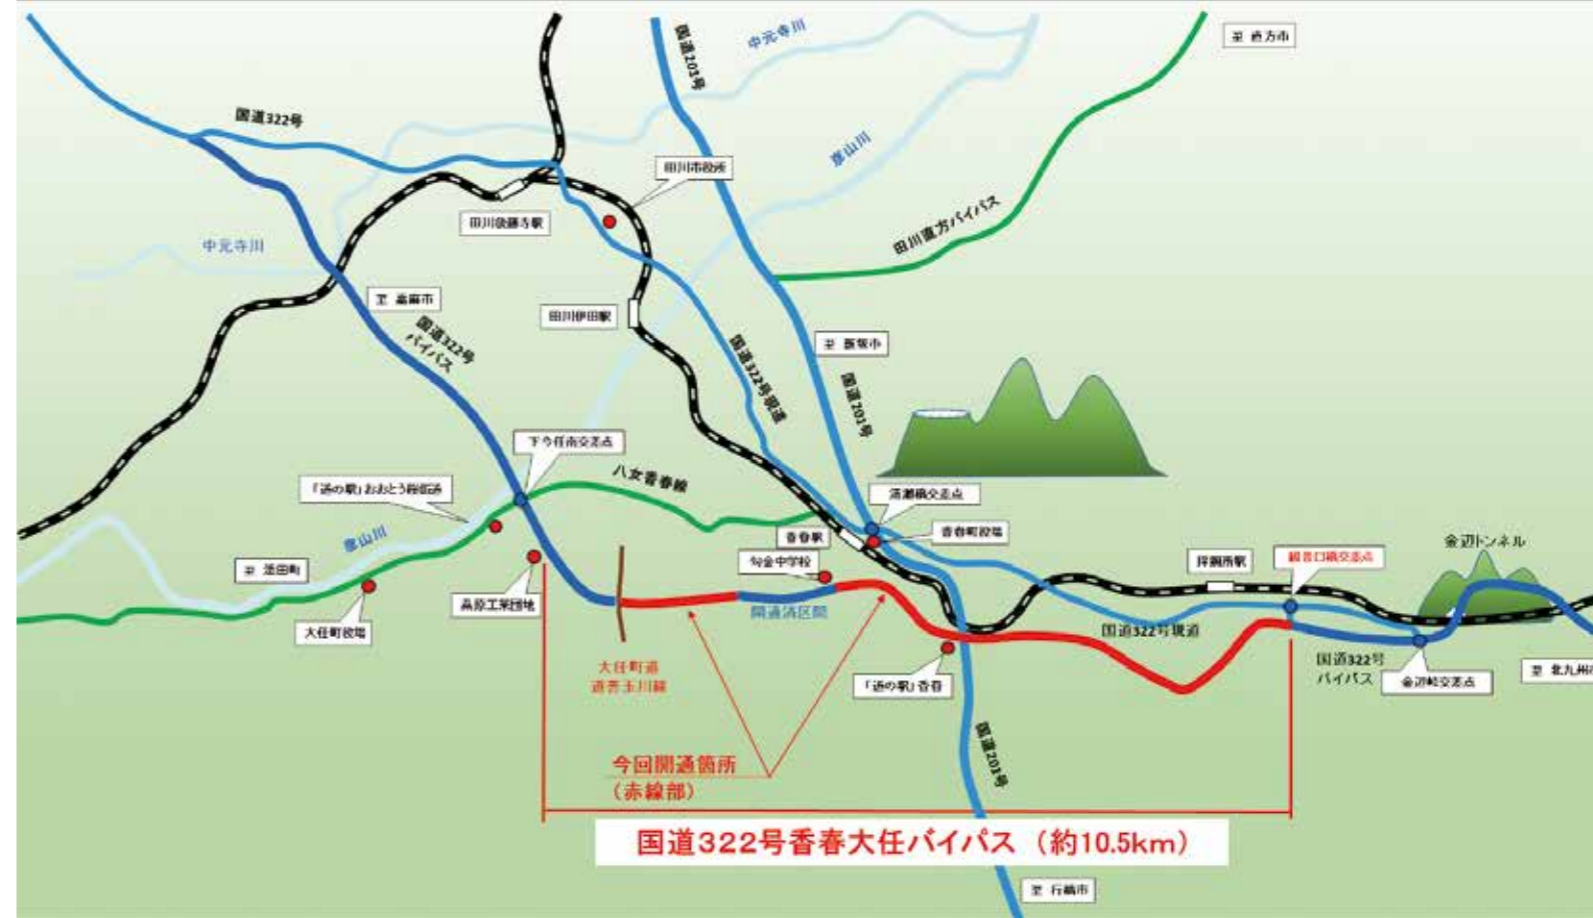 国道201号
中元寺川
至 直方市
国道322号
彦山川
田川市役所
田川後藤寺駅
田川直方バイパス
中元寺川
至 嘉麻市
田川伊田駅
国道322号
バイパス
国道322号現道
至 飯塚市
国道201号
下今任南交差点
八女香春線
「道の駅」おおとう桜街道
清瀬橋交差点
彦山川
香春駅
香春町役場
金辺トンネル
勾金中学校
採銅所駅
至 添田町
桑原工業団地
開通済区間
大任町役場
国道322号現道
大任町道
道善玉川線
「道の駅」香春
国道322号
バイパス
金辺峠交差点
至 北九州市
今回開通箇所
(赤線部)
国道201号
国道322号香春大任バイパス(約10.5km)
至 行橋市